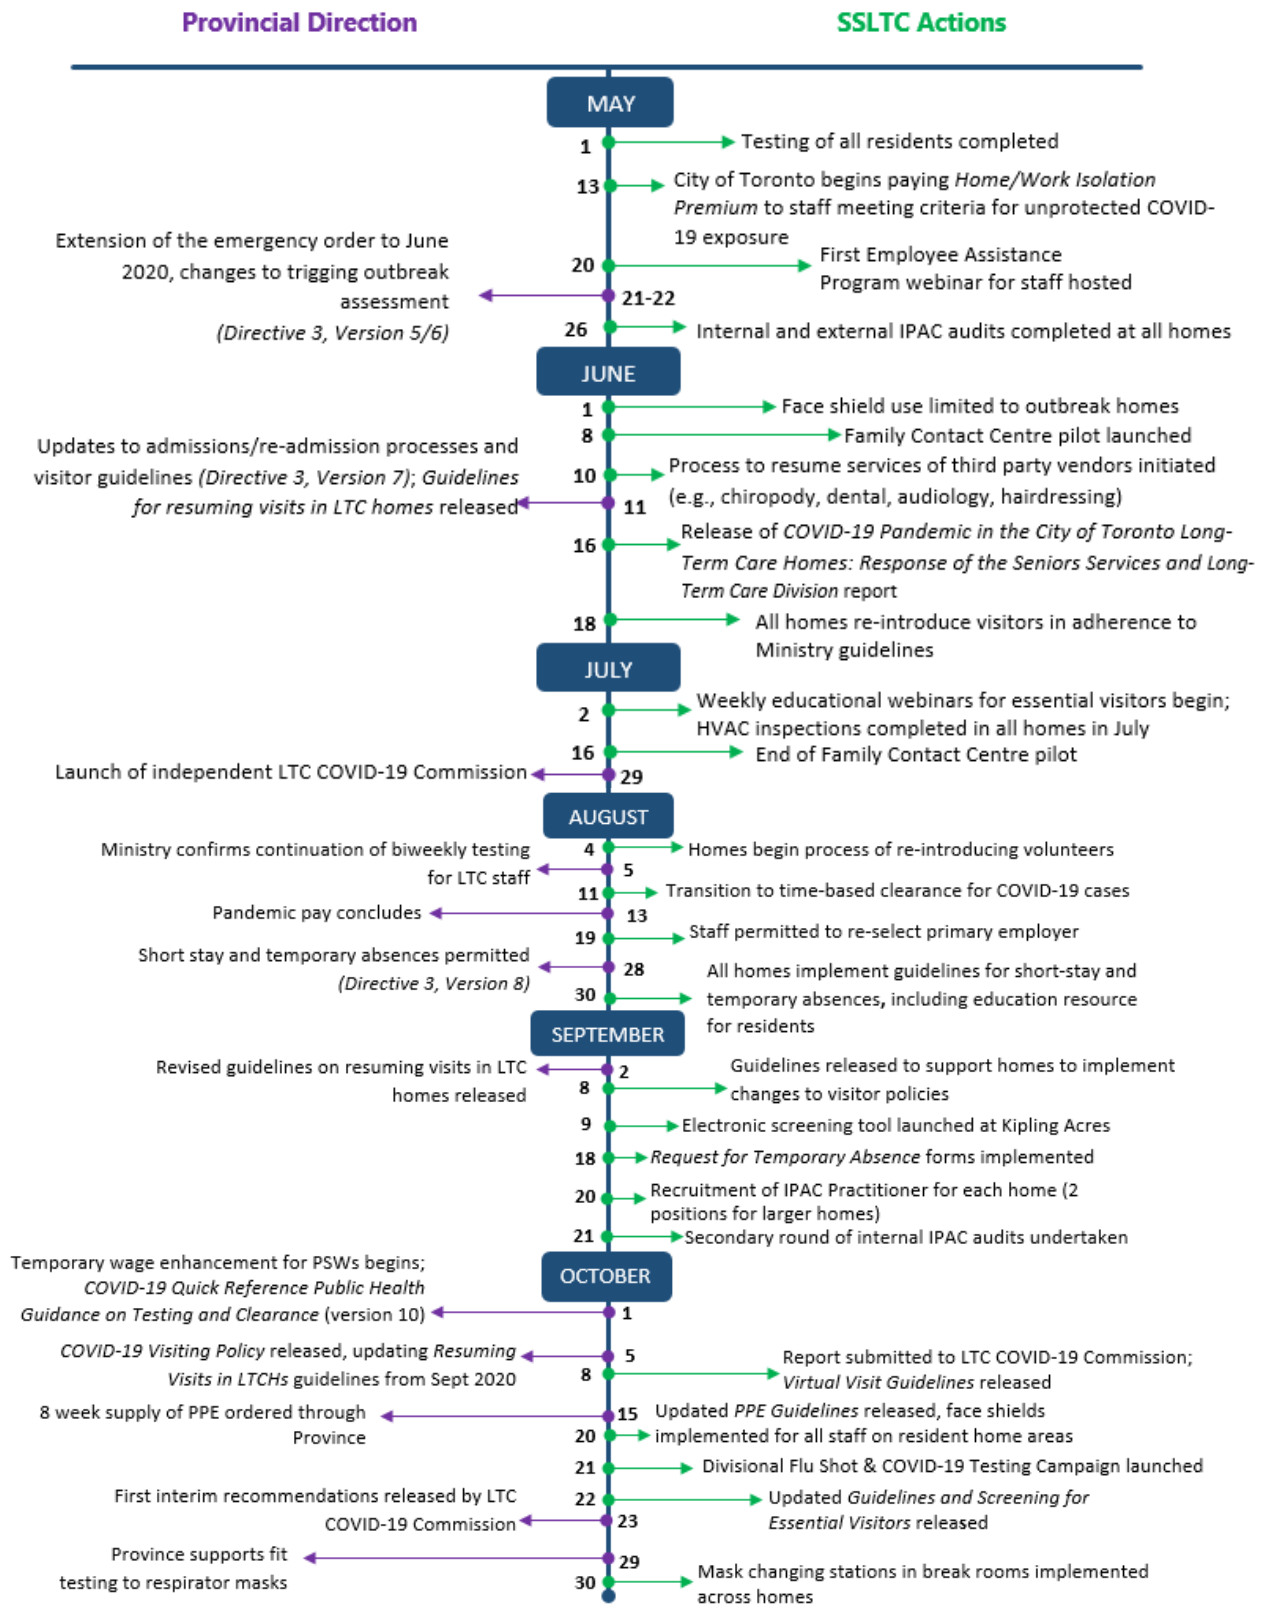 Provincial Direction
SSLTC Actions
MAY
1
Testing of all residents completed
13
City of Toronto begins paying Home/Work Isolation
Premium to staff meeting criteria for unprotected COVID-
19 exposure
Extension of the emergency order to June
2020, changes to trigging outbreak
assessment
(Directive 3, Version 5/6)
20
First Employee Assistance
Program webinar for staff hosted
21-22
26
Internal and external IPAC audits completed at all homes
JUNE
1
Face shield use limited to outbreak homes
8
Family Contact Centre pilot launched
Updates to admissions/re-admission processes and
visitor guidelines (Directive 3, Version 7); Guidelines
for resuming visits in LTC homes released
10
Process to resume services of third party vendors initiated
(e.g., chiropody, dental, audiology, hairdressing)
11
16
Release of COVID-19 Pandemic in the City of Toronto Long-
Term Care Homes: Response of the Seniors Services and Long-
Term Care Division report
18
All homes re-introduce visitors in adherence to
Ministry guidelines
JULY
2
Weekly educational webinars for essential visitors begin;
HVAC inspections completed in all homes in July
16
End of Family Contact Centre pilot
Launch of independent LTC COVID-19 Commission
29
AUGUST
4
Homes begin process of re-introducing volunteers
Ministry confirms continuation of biweekly testing
for LTC staff
5
11
Transition to time-based clearance for COVID-19 cases
Pandemic pay concludes
13
19
Staff permitted to re-select primary employer
Short stay and temporary absences permitted
(Directive 3, Version 8)
28
30
All homes implement guidelines for short-stay and
temporary absences, including education resource
for residents
SEPTEMBER
Revised guidelines on resuming visits in LTC
homes released
2
8
Guidelines released to support homes to implement
changes to visitor policies
9
Electronic screening tool launched at Kipling Acres
18
Request for Temporary Absence forms implemented
20
Recruitment of IPAC Practitioner for each home (2
positions for larger homes)
21
Secondary round of internal IPAC audits undertaken
OCTOBER
Temporary wage enhancement for PSWs begins;
COVID-19 Quick Reference Public Health
Guidance on Testing and Clearance (version 10)
1
COVID-19 Visiting Policy released, updating Resuming
Visits in LTCHs guidelines from Sept 2020
5
8
Report submitted to LTC COVID-19 Commission;
Virtual Visit Guidelines released
8 week supply of PPE ordered through
Province
15
20
Updated PPE Guidelines released, face shields
implemented for all staff on resident home areas
21
Divisional Flu Shot & COVID-19 Testing Campaign launched
22
Updated Guidelines and Screening for
Essential Visitors released
First interim recommendations released by LTC
COVID-19 Commission
23
Province supports fit
testing to respirator masks
29
30
Mask changing stations in break rooms implemented
across homes